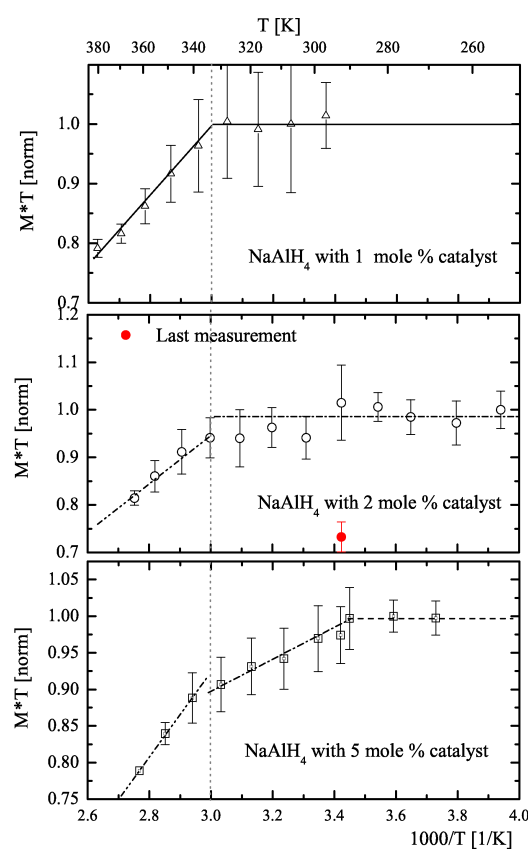 T [K]
380 360 340 320 300 280 260
1.0
0.9
0.8
0.7
M*T [norm]
NaAlH4 with 1 mole % catalyst
1.2
1.1
1.0
0.9
0.8
0.7
M*T [norm]
Last measurement
NaAlH4 with 2 mole % catalyst
1.05
1.00
0.95
0.90
0.85
0.80
0.75
M*T [norm]
NaAlH4 with 5 mole % catalyst
2.6 2.8 3.0 3.2 3.4 3.6 3.8 4.0
1000/T [1/K]